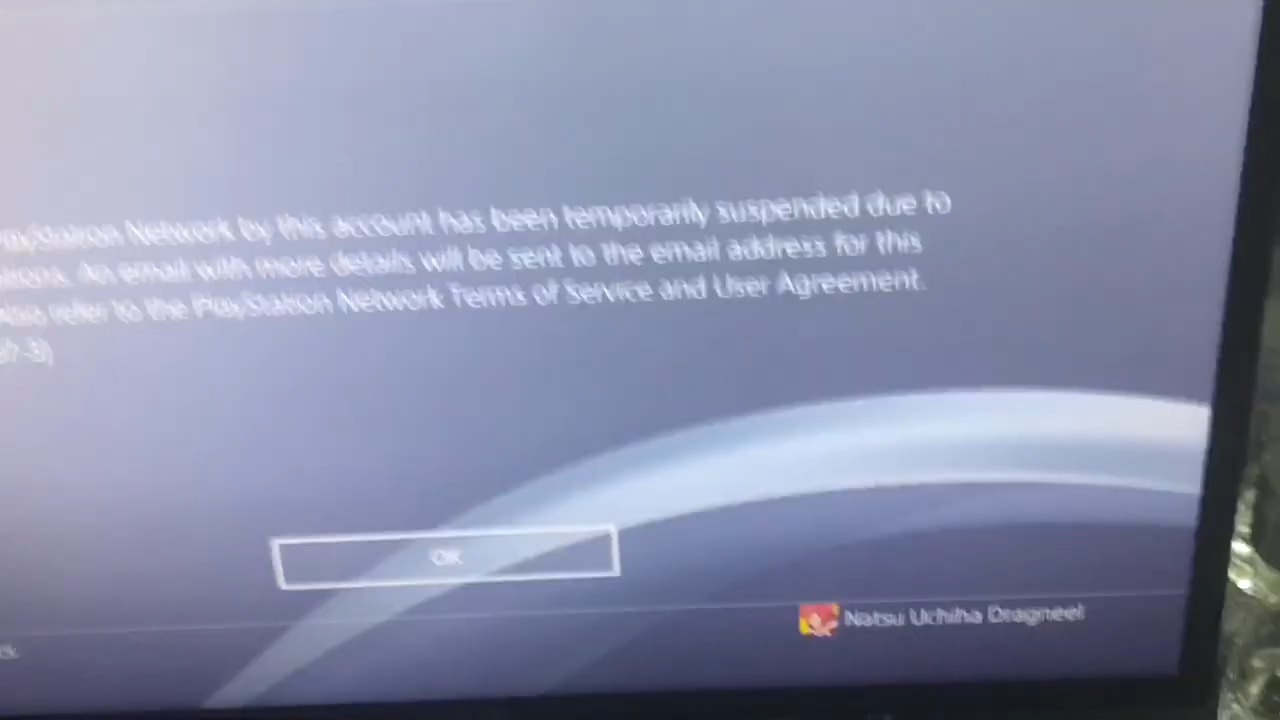 Network by this account has been temporarily suspended due to
An email with more details will be sent to the email address for this
refer to the PlayStation Network Terms of Service and User Agreement.
OK
Natsu Uchiha Dragneel